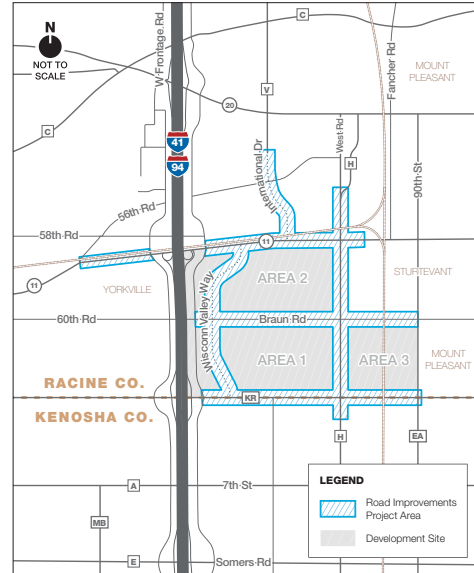 N
NOT TO
SCALE
W Frontage Rd
C
Fancher Rd
MOUNT
PLEASANT
V
20
C
41
94
International Dr
West Rd
H
90th St
56th Rd
58th Rd
11
11
YORKVILLE
Wisconn Valley Way
AREA 2
STURTEVANT
60th Rd
Braun Rd
AREA 1
AREA 3
MOUNT
PLEASANT
RACINE CO.
KR
KENOSHA CO.
H
EA
A
7th St
MB
E
Somers Rd
LEGEND
Road Improvements
Project Area
Development Site